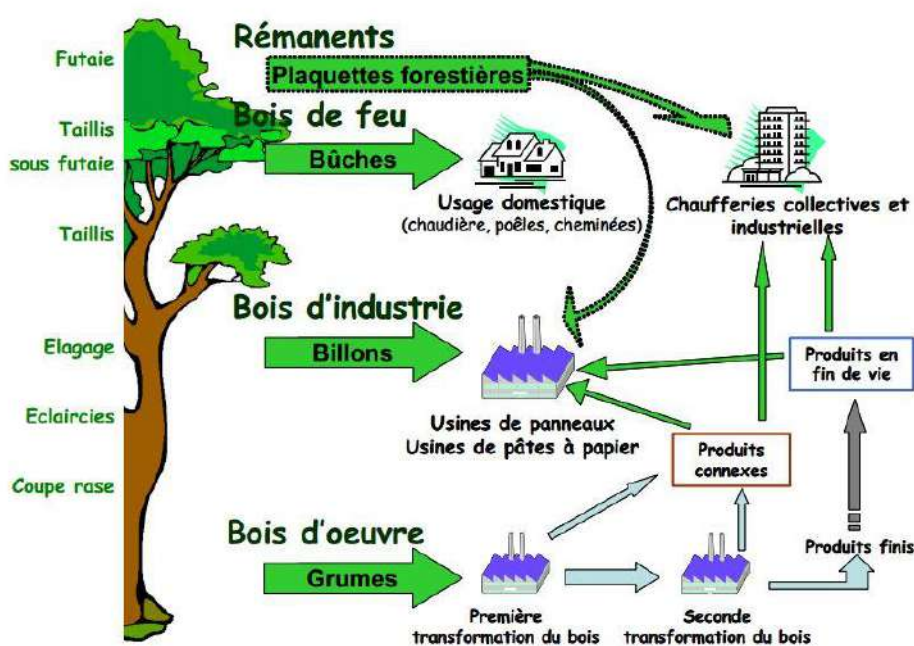 Futaie
Taillis
sous futaie
Taillis
Elagage
Eclaircies
Coupe rase
Rémanents
Plaquettes forestières
Bois de feu
Bûches
Usage domestique
(chaudière, poêles, cheminées)
Chaufferies collectives et
industrielles
Bois d'industrie
Billons
Usines de panneaux
Usines de pâtes à papier
Produits en
fin de vie
Produits
connexes
Bois d'oeuvre
Grumes
Première
transformation du bois
Seconde
transformation du bois
Produits finis